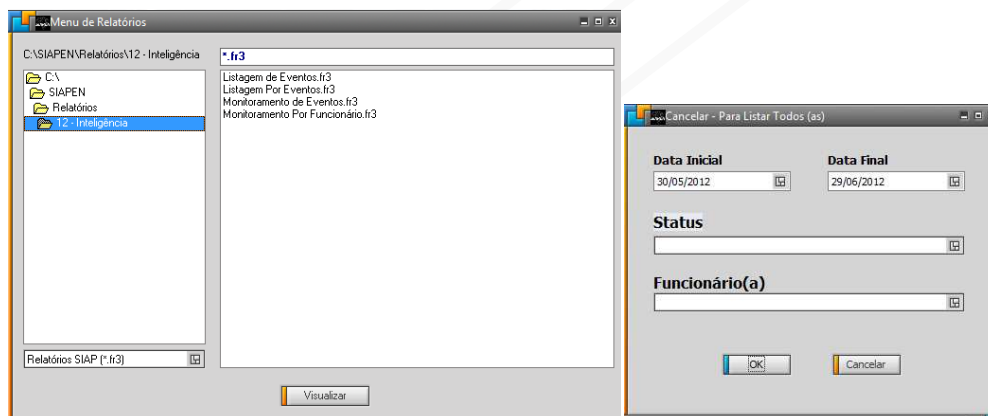 Menu de Relatórios
C:\SIAPEN\Relatórios\12 - Inteligência
*.fr3
C:\
SIAPEN
Relatórios
12 - Inteligência
Listagem de Eventos.fr3
Listagem Por Eventos.fr3
Monitoramento de Eventos.fr3
Monitoramento Por Funcionário.fr3
Relatórios SIAP (*.fr3)
Visualizar
Cancelar - Para Listar Todos (as)
Data Inicial Data Final
30/05/2012 29/06/2012
Status
Funcionário(a)
OK Cancelar